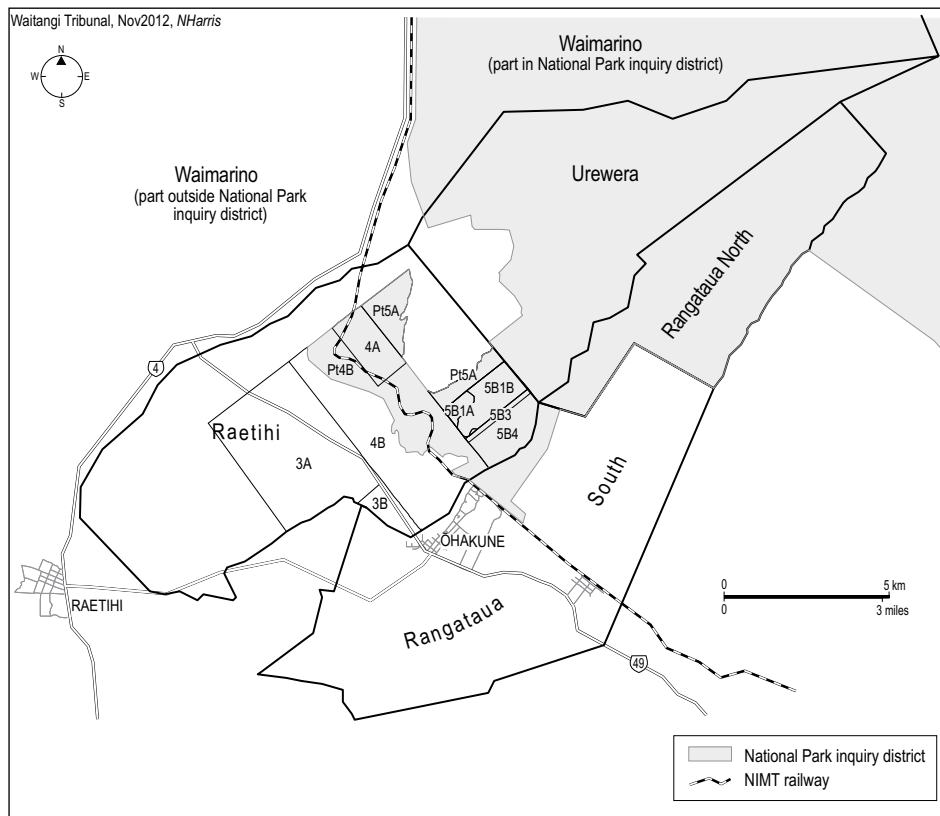 Waitangi Tribunal, Nov2012, NHarris
N
W
E
S
Waimarino
(part in National Park inquiry district)
Waimarino
(part outside National Park
inquiry district)
Urewera
Rangataua North
Pt5A
4A
4
Pt4B
Pt5A
5B1B
5B1A
5B3
5B4
Raetihi
4B
3A
3B
South
ŌHAKUNE
RAETIHI
Rangataua
49
0
5 km
0
3 miles
National Park inquiry district
NIMT railway